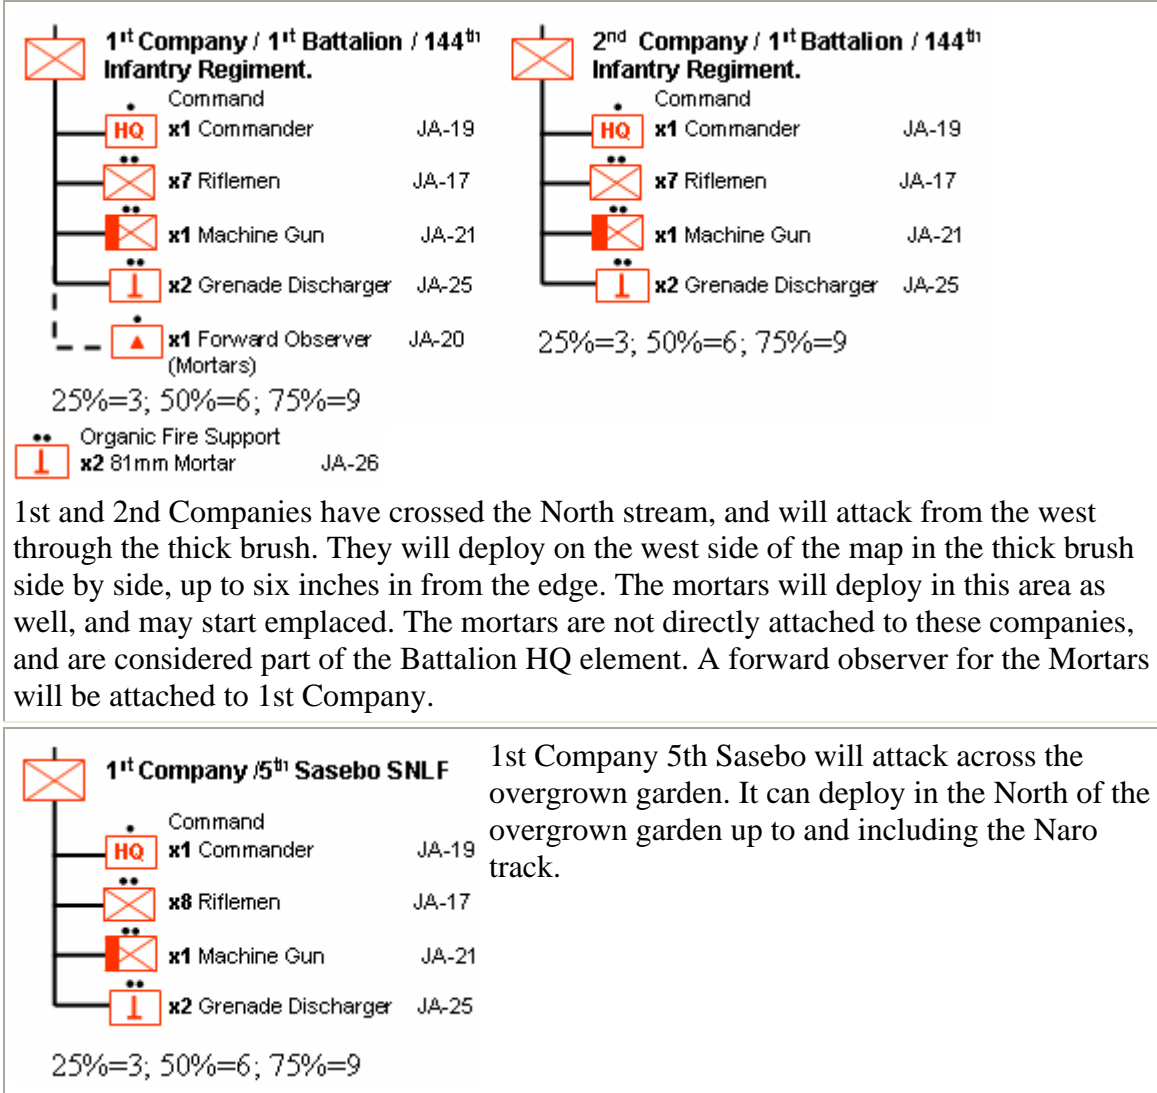 1st Company / 1st Battalion / 144th
Infantry Regiment.
Command
HQ x1 Commander JA-19
x7 Riflemen JA-17
x1 Machine Gun JA-21
x2 Grenade Discharger JA-25
x1 Forward Observer JA-20
(Mortars)
25%=3; 50%=6; 75%=9
Organic Fire Support
x2 81mm Mortar JA-26
2nd Company / 1st Battalion / 144th
Infantry Regiment.
Command
HQ x1 Commander JA-19
x7 Riflemen JA-17
x1 Machine Gun JA-21
x2 Grenade Discharger JA-25
25%=3; 50%=6; 75%=9
1st and 2nd Companies have crossed the North stream, and will attack from the west
through the thick brush. They will deploy on the west side of the map in the thick brush
side by side, up to six inches in from the edge. The mortars will deploy in this area as
well, and may start emplaced. The mortars are not directly attached to these companies,
and are considered part of the Battalion HQ element. A forward observer for the Mortars
will be attached to 1st Company.
1st Company /5th Sasebo SNLF
Command
HQ x1 Commander JA-19
x8 Riflemen JA-17
x1 Machine Gun JA-21
x2 Grenade Discharger JA-25
25%=3; 50%=6; 75%=9
1st Company 5th Sasebo will attack across the
overgrown garden. It can deploy in the North of the
overgrown garden up to and including the Naro
track.